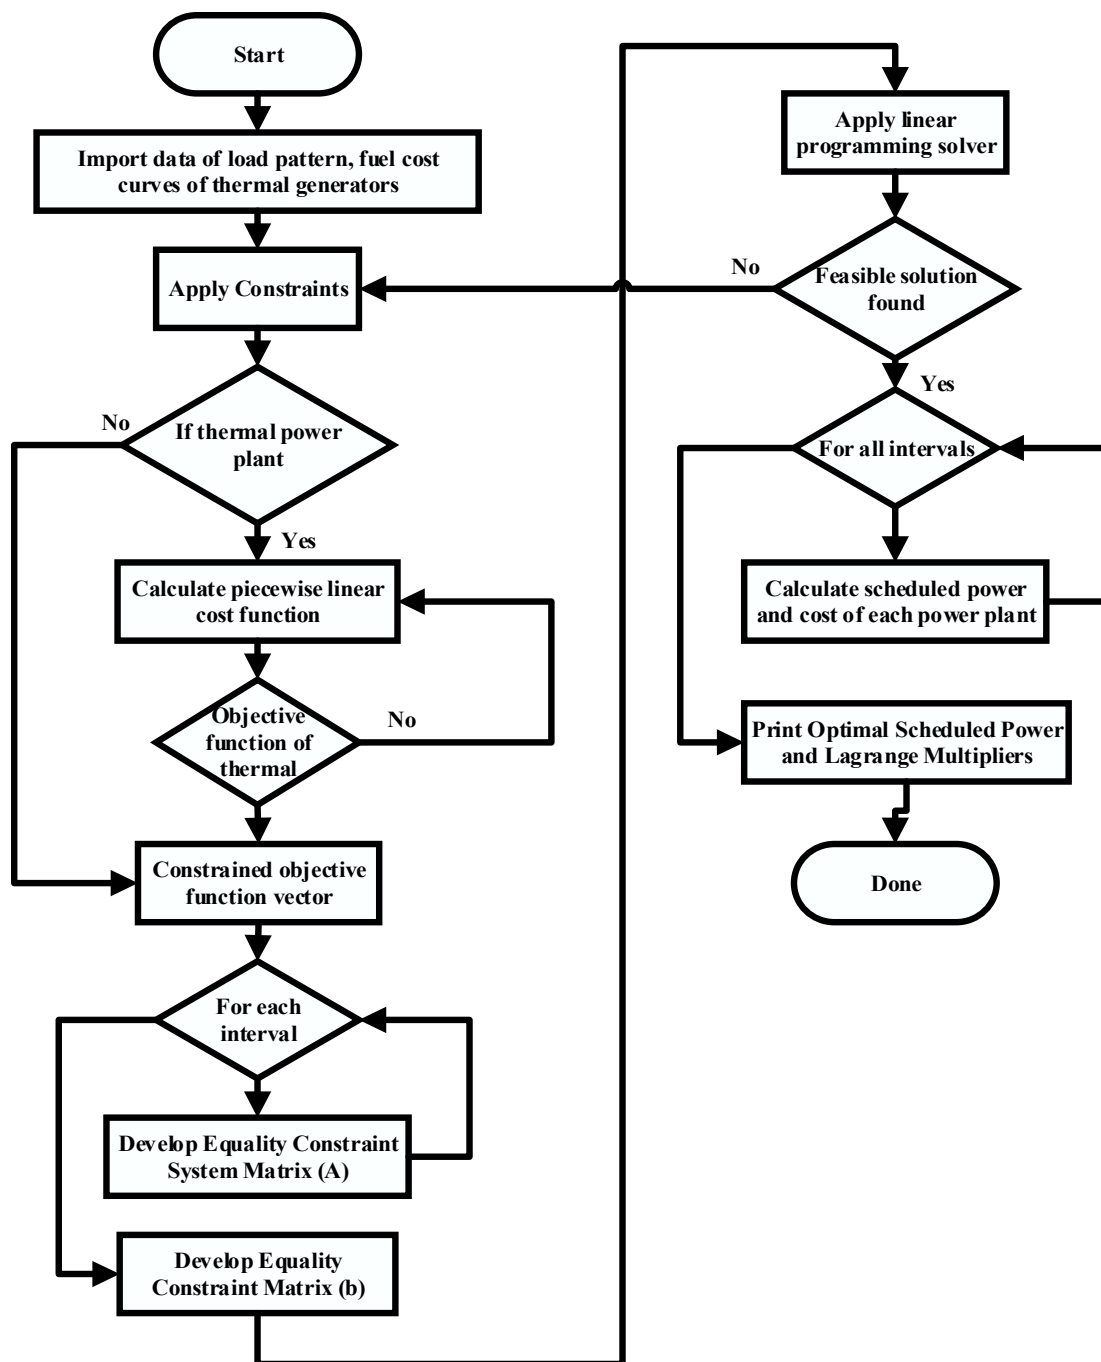 Start
Import data of load pattern, fuel cost
curves of thermal generators
Apply Constraints
No
If thermal power
plant
Yes
Calculate piecewise linear
cost function
Objective
function of
thermal
No
Constrained objective
function vector
For each
interval
Develop Equality Constraint
System Matrix (A)
Develop Equality
Constraint Matrix (b)
Apply linear
programming solver
No
Feasible solution
found
Yes
For all intervals
Calculate scheduled power
and cost of each power plant
Print Optimal Scheduled Power
and Lagrange Multipliers
Done